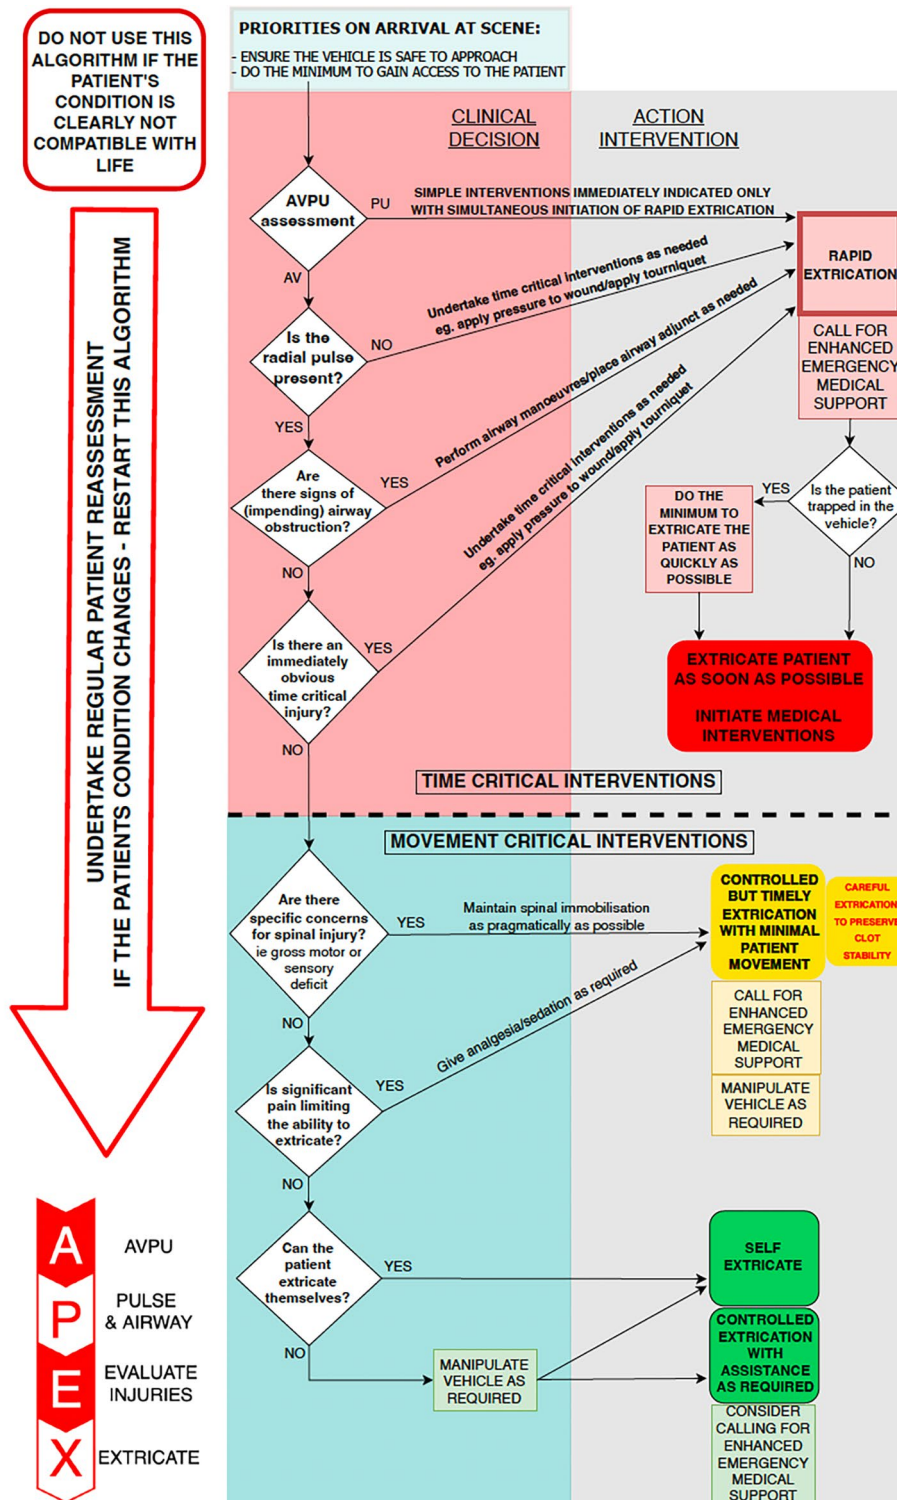 DO NOT USE THIS
ALGORITHM IF THE
PATIENT'S
CONDITION IS
CLEARLY NOT
COMPATIBLE WITH
LIFE
PRIORITIES ON ARRIVAL AT SCENE:
- ENSURE THE VEHICLE IS SAFE TO APPROACH
- DO THE MINIMUM TO GAIN ACCESS TO THE PATIENT
CLINICAL
DECISION
ACTION
INTERVENTION
AVPU
assessment
PU
SIMPLE INTERVENTIONS IMMEDIATELY INDICATED ONLY
WITH SIMULTANEOUS INITIATION OF RAPID EXTRICATION
RAPID
EXTRICATION
AV
Undertake time critical interventions as needed
eg. apply pressure to wound/apply tourniquet
Is the
radial pulse
present?
NO
CALL FOR
ENHANCED
EMERGENCY
MEDICAL
SUPPORT
YES
Perform airway manoeuvres/place airway adjunct as needed
Are
there signs of
(impending) airway
obstruction?
YES
Undertake time critical interventions as needed
eg. apply pressure to wound/apply tourniquet
Is the patient
trapped in the
vehicle?
YES
DO THE
MINIMUM TO
EXTRICATE THE
PATIENT AS
QUICKLY AS
POSSIBLE
NO
NO
Is there an
immediately
obvious
time critical
injury?
YES
EXTRICATE PATIENT
AS SOON AS POSSIBLE
INITIATE MEDICAL
INTERVENTIONS
NO
TIME CRITICAL INTERVENTIONS
MOVEMENT CRITICAL INTERVENTIONS
Are there
specific concerns
for spinal injury?
ie gross motor or
sensory
deficit
YES
Maintain spinal immobilisation
as pragmatically as possible
CONTROLLED
BUT TIMELY
EXTRICATION
WITH MINIMAL
PATIENT
MOVEMENT
CAREFUL
EXTRICATION
TO PRESERVE
CLOT
STABILITY
CALL FOR
ENHANCED
EMERGENCY
MEDICAL
SUPPORT
MANIPULATE
VEHICLE AS
REQUIRED
NO
Give analgesia/sedation as required
Is significant
pain limiting
the ability to
extricate?
YES
NO
Can the
patient
extricate
themselves?
YES
SELF
EXTRICATE
NO
MANIPULATE
VEHICLE AS
REQUIRED
CONTROLLED
EXTRICATION
WITH
ASSISTANCE
AS REQUIRED
CONSIDER
CALLING FOR
ENHANCED
EMERGENCY
MEDICAL
SUPPORT
UNDERTAKE REGULAR PATIENT REASSESSMENT
IF THE PATIENTS CONDITION CHANGES - RESTART THIS ALGORITHM
A
AVPU
P
PULSE
& AIRWAY
E
EVALUATE
INJURIES
X
EXTRICATE